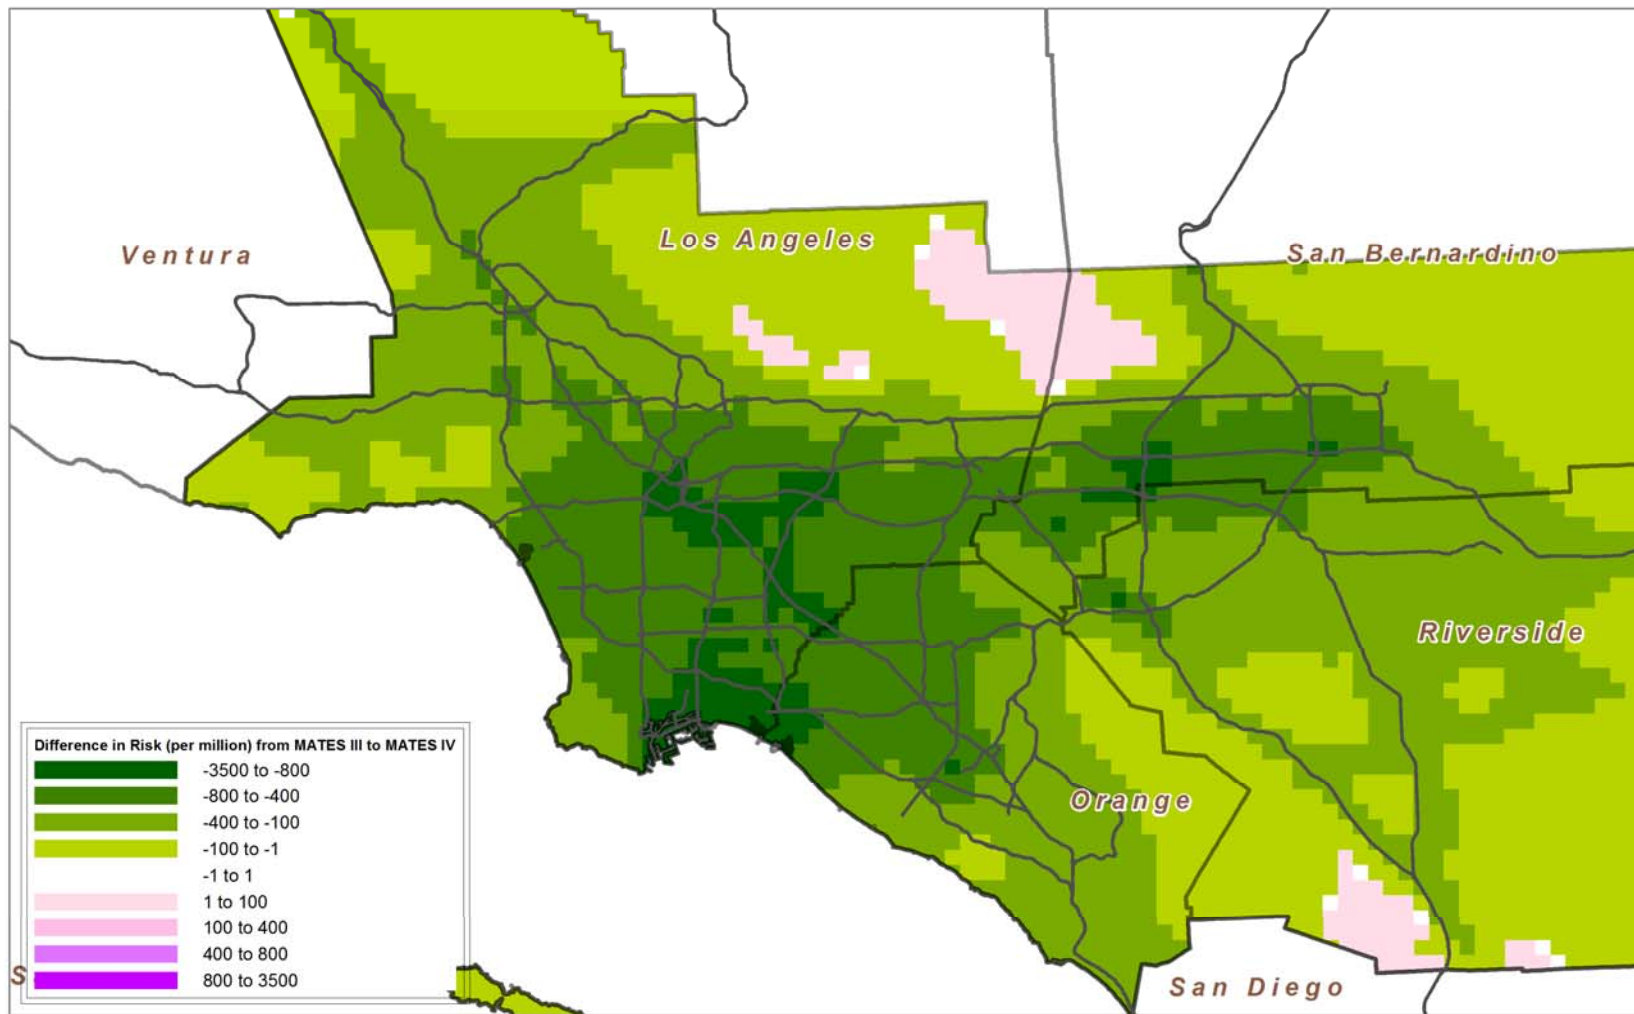 Ventura
Los Angeles
San Bernardino
Riverside
Orange
San Diego
S
Difference in Risk (per million) from MATES III to MATES IV
-3500 to -800
-800 to -400
-400 to -100
-100 to -1
-1 to 1
1 to 100
100 to 400
400 to 800
800 to 3500